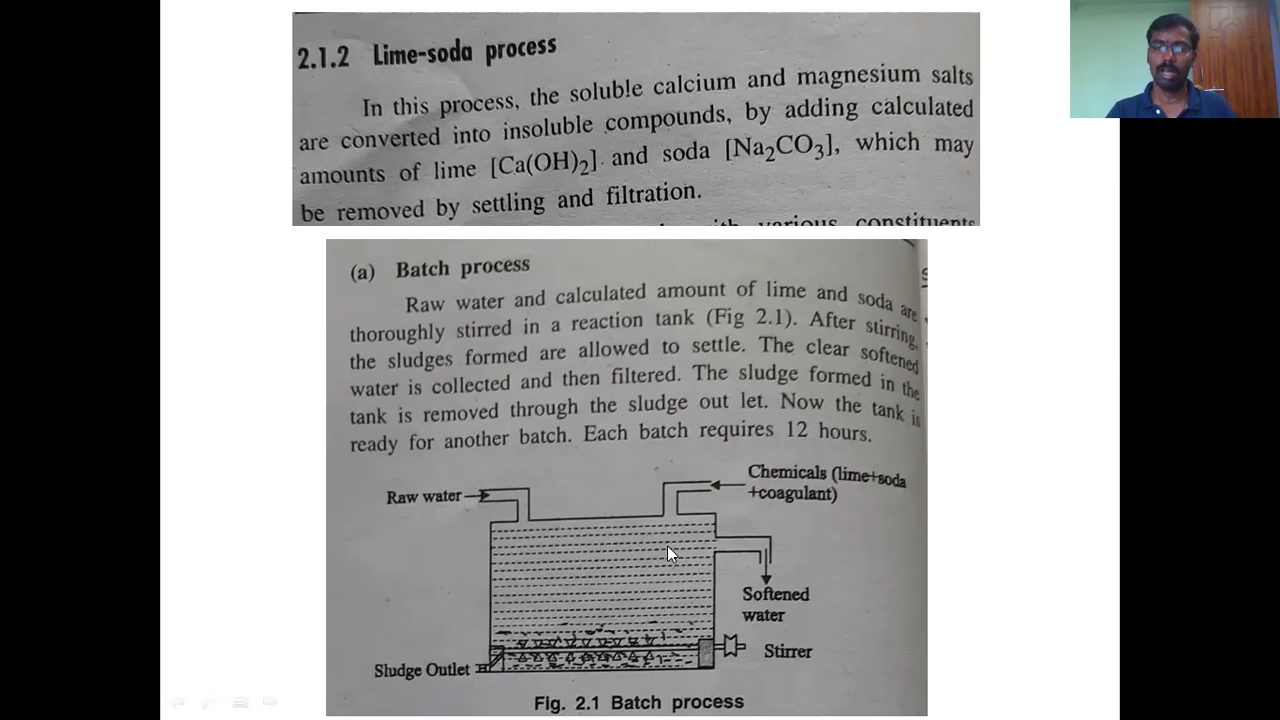 2.1.2 Lime-soda process
In this process, the soluble calcium and magnesium salts
are converted into insoluble compounds, by adding calculated
amounts of lime [Ca(OH)2] and soda [Na2CO3], which may
be removed by settling and filtration.
with various constituents
(a) Batch process
Raw water and calculated amount of lime and soda are
thoroughly stirred in a reaction tank (Fig 2.1). After stirring,
the sludges formed are allowed to settle. The clear softened
water is collected and then filtered. The sludge formed in the
tank is removed through the sludge out let. Now the tank is
ready for another batch. Each batch requires 12 hours.
Raw water
Chemicals (lime+soda
+coagulant)
Softened
water
Stirrer
Sludge Outlet
Fig. 2.1 Batch process